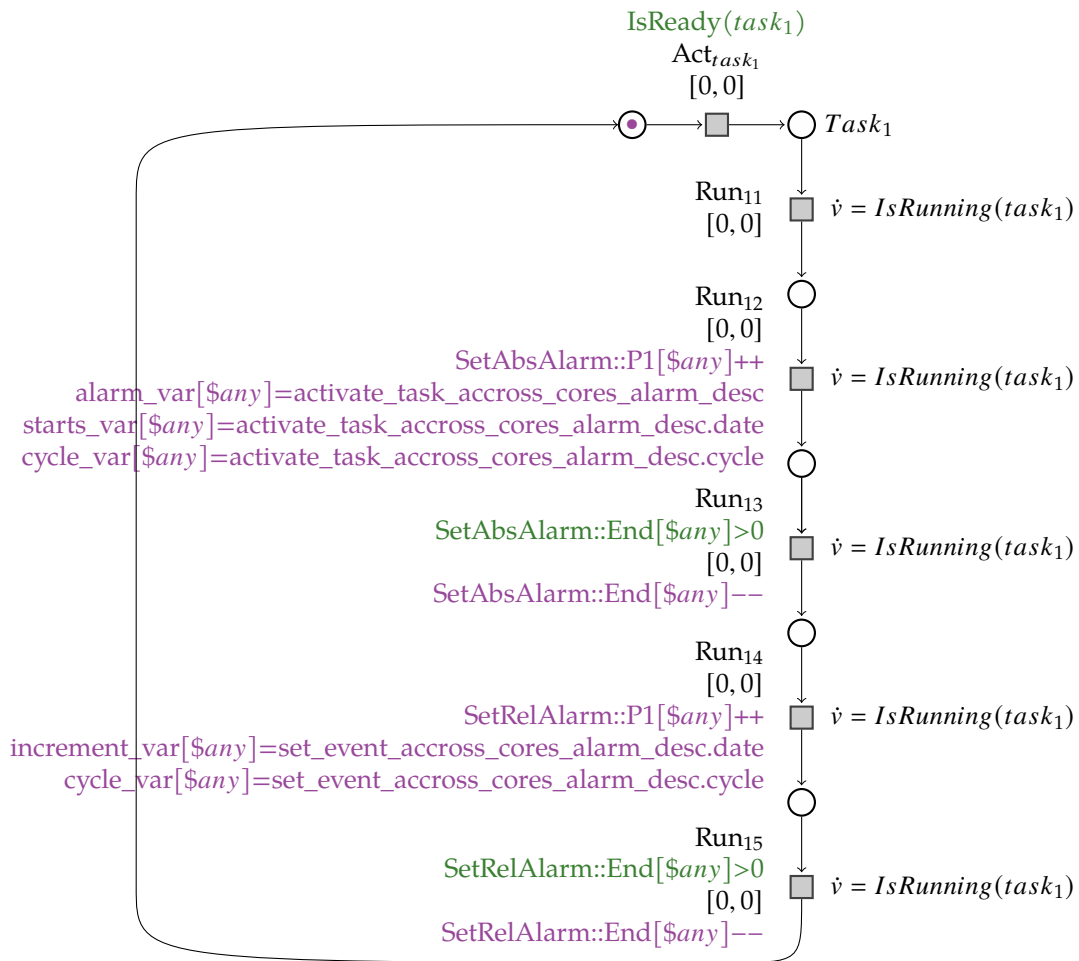 IsReady(task₁)
Act_task₁
[0,0]
Task₁
Run₁₁
[0,0]
v̇ = IsRunning(task₁)
Run₁₂
[0,0]
SetAbsAlarm::P1[$any]++
v̇ = IsRunning(task₁)
alarm_var[$any]=activate_task_accross_cores_alarm_desc
starts_var[$any]=activate_task_accross_cores_alarm_desc.date
cycle_var[$any]=activate_task_accross_cores_alarm_desc.cycle
Run₁₃
SetAbsAlarm::End[$any]>0
[0,0]
v̇ = IsRunning(task₁)
SetAbsAlarm::End[$any]−−
Run₁₄
[0,0]
SetRelAlarm::P1[$any]++
v̇ = IsRunning(task₁)
increment_var[$any]=set_event_accross_cores_alarm_desc.date
cycle_var[$any]=set_event_accross_cores_alarm_desc.cycle
Run₁₅
SetRelAlarm::End[$any]>0
[0,0]
v̇ = IsRunning(task₁)
SetRelAlarm::End[$any]−−